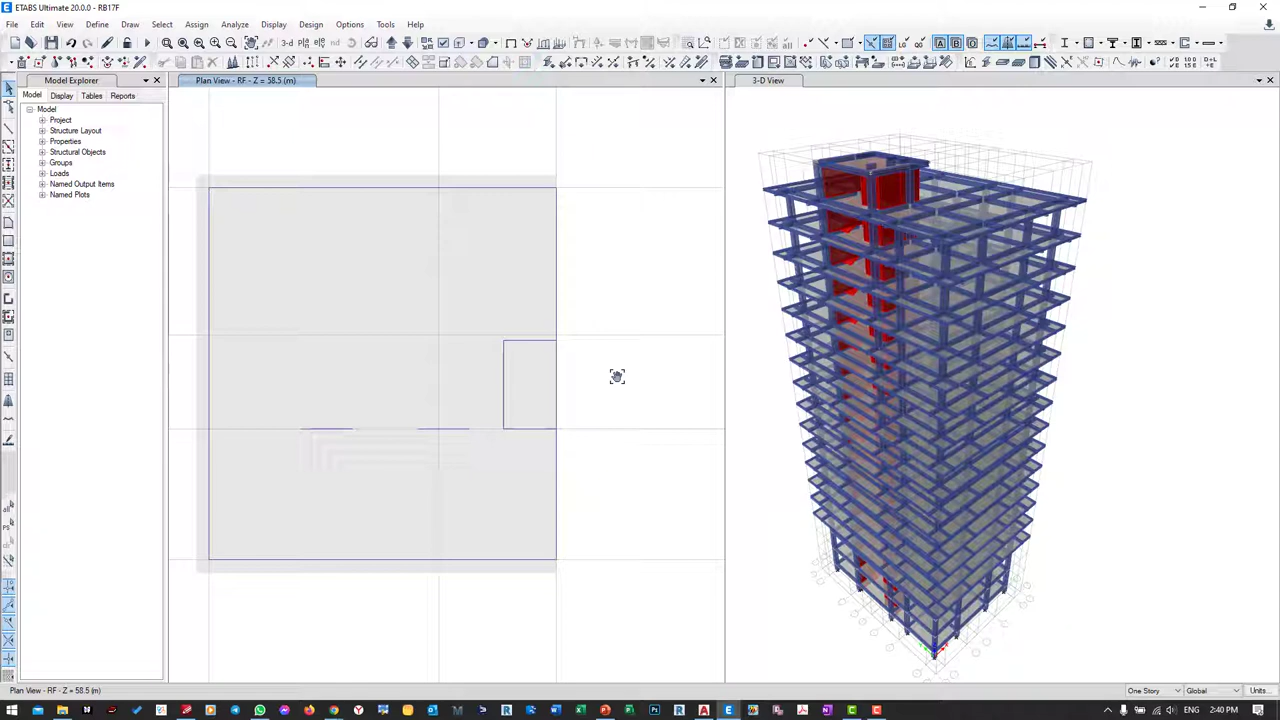 ETABS Ultimate 20.0.0 - RB17F
File Edit View Define Draw Select Assign Analyze Display Design Options Tools Help
Model Explorer
Plan View - RF - Z = 58.5 (m)
3-D View
Model Display Tables Reports
Model
Project
Structure Layout
Properties
Structural Objects
Groups
Loads
Named Output Items
Named Plots
Plan View - RF - Z = 58.5 (m)
One Story
Global
Units...
ENG
2:40 PM